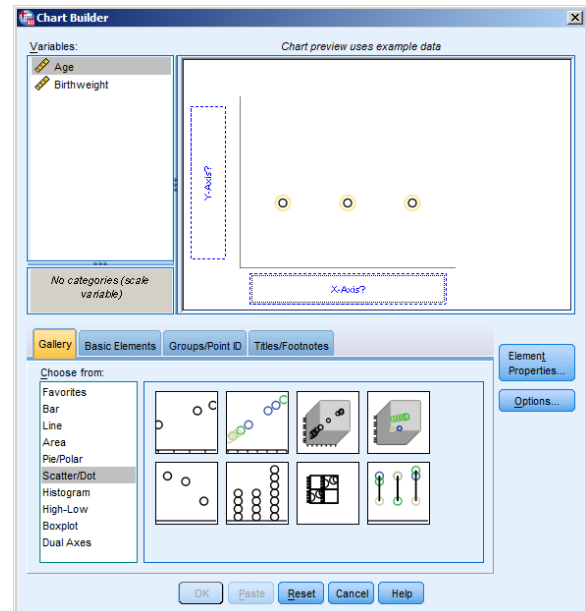 Chart Builder
Variables:
Chart preview uses example data
Age
Birthweight
Y-Axis?
X-Axis?
No categories (scale
variable)
Gallery
Basic Elements
Groups/Point ID
Titles/Footnotes
Choose from:
Favorites
Bar
Line
Area
Pie/Polar
Scatter/Dot
Histogram
High-Low
Boxplot
Dual Axes
Element
Properties...
Options...
OK
Paste
Reset
Cancel
Help